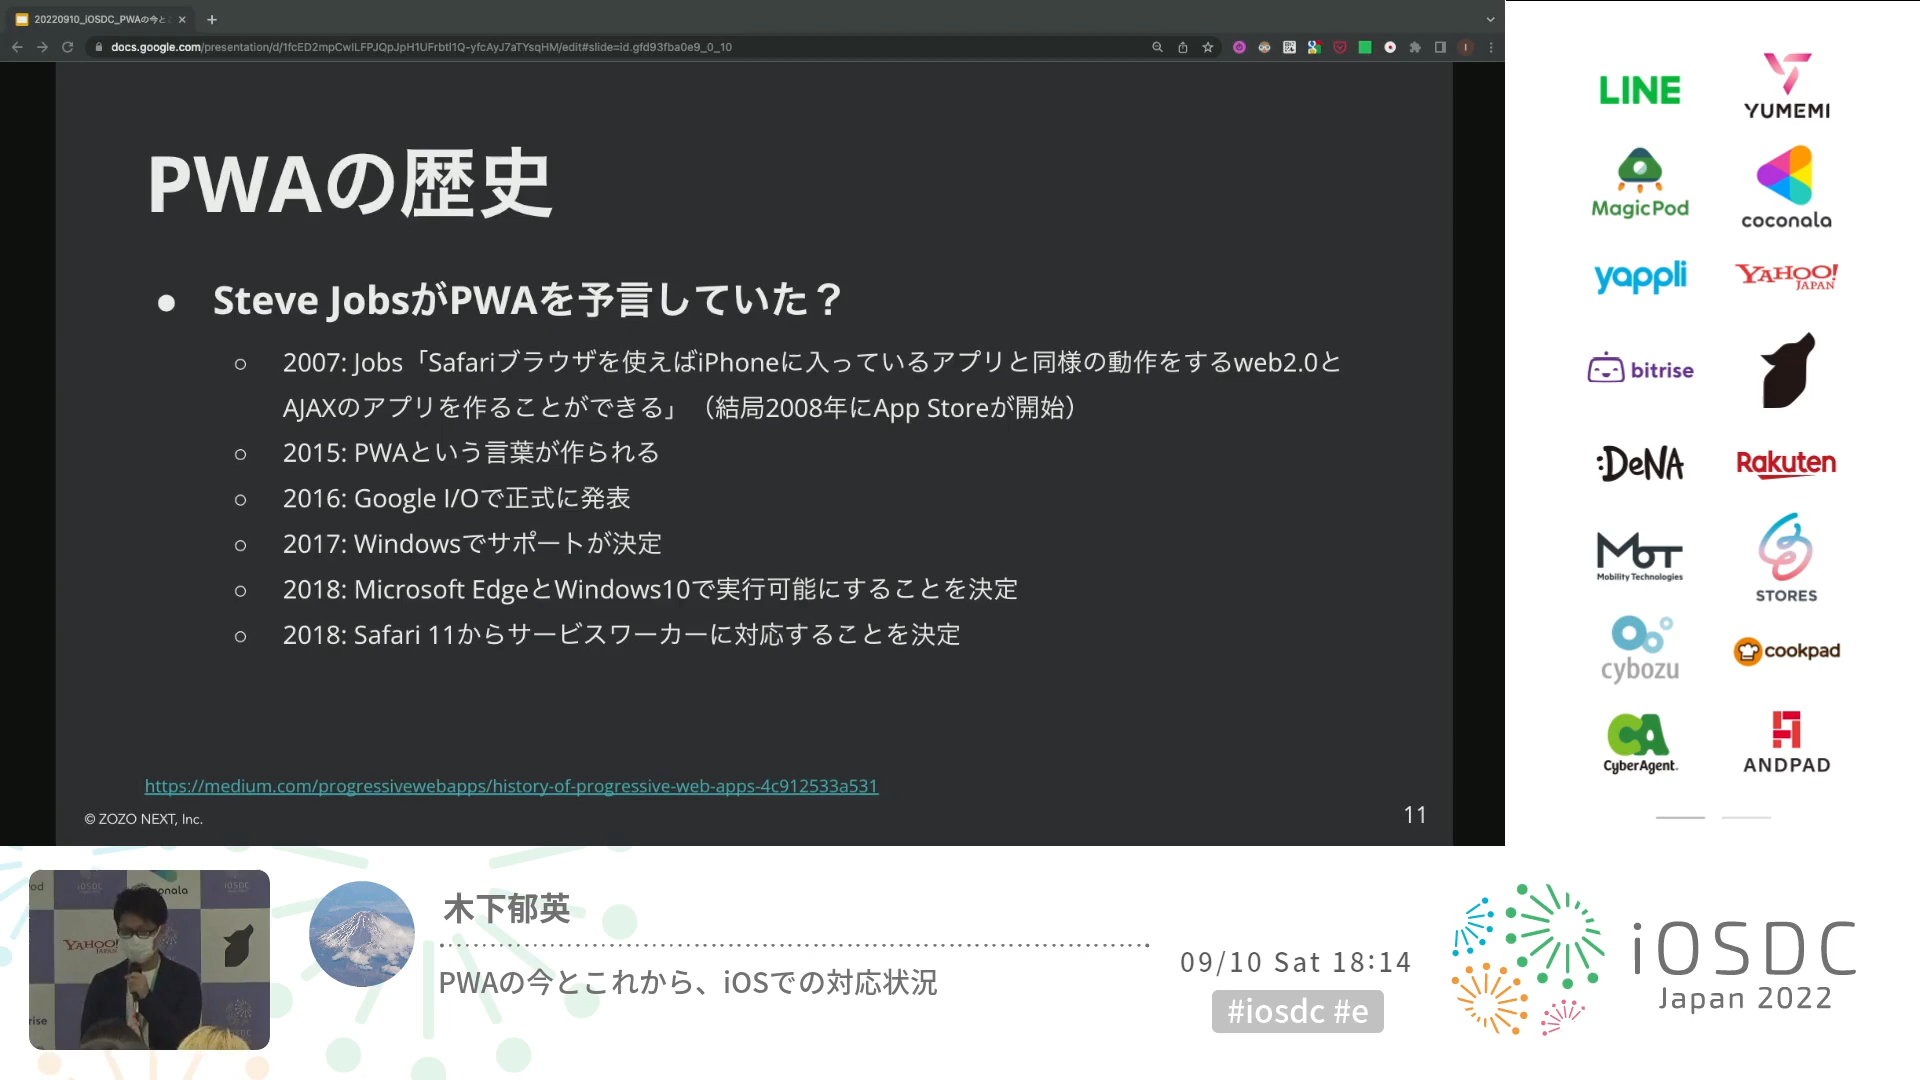 20220910_iOSDC_PWAの今と
docs.google.com/presentation/d/1fcED2mpCwILFPJQpJpH1UFrbtI1Q-yfcAyJ7aTYsqHM/edit#slide=id.gfd93fba0e9_0_10
PWAの歴史
● Steve JobsがPWAを予言していた？
○ 2007: Jobs「Safariブラウザを使えばiPhoneに入っているアプリと同様の動作をするweb2.0と
AJAXのアプリを作ることができる」（結局2008年にApp Storeが開始）
○ 2015: PWAという言葉が作られる
○ 2016: Google I/Oで正式に発表
○ 2017: Windowsでサポートが決定
○ 2018: Microsoft EdgeとWindows10で実行可能にすることを決定
○ 2018: Safari 11からサービスワーカーに対応することを決定
https://medium.com/progressivewebapps/history-of-progressive-web-apps-4c912533a531
© ZOZO NEXT, Inc.
11
LINE
YUMEMI
MagicPod
coconala
yappli
YAHOO!
JAPAN
bitrise
:DeNA
Rakuten
MoT
Mobility Technologies
STORES
cybozu
cookpad
CA
CyberAgent.
ANDPAD
YAHOO!
JAPAN
木下郁英
PWAの今とこれから、iOSでの対応状況
09/10 Sat 18:14
#iosdc #e
iOSDC
Japan 2022